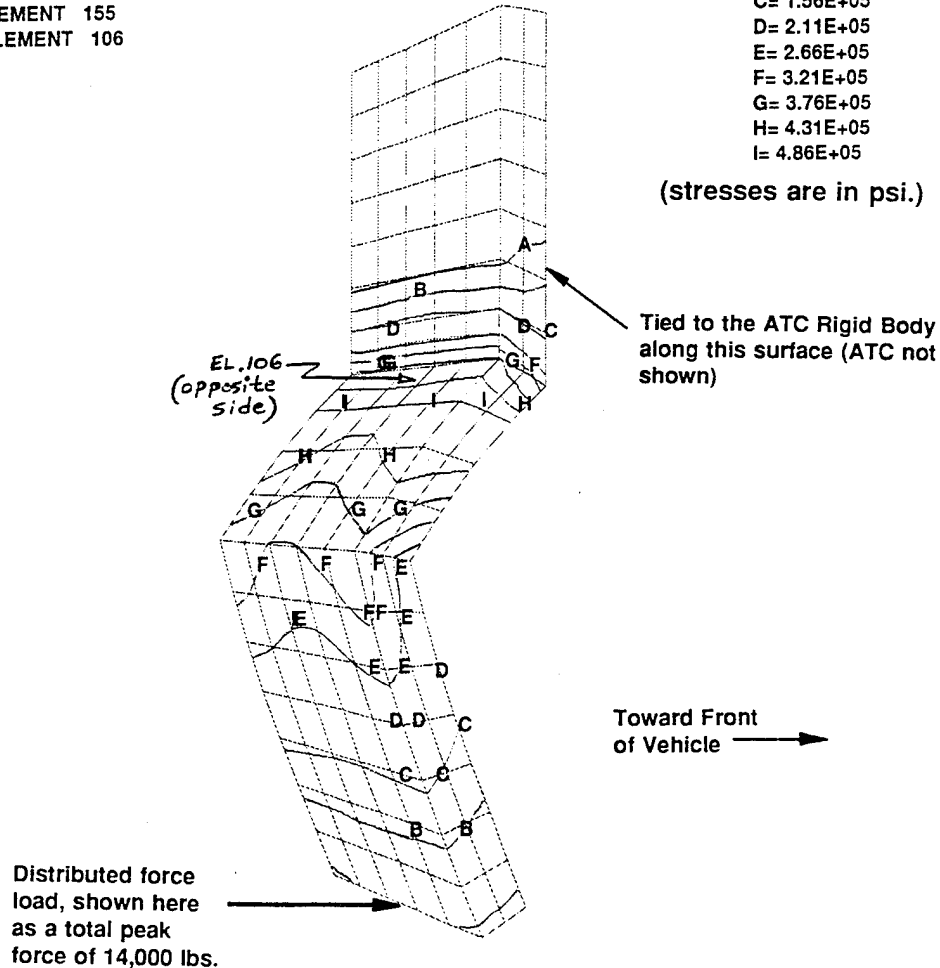 EMENT 155
LEMENT 106
C= 1.56E+05
D= 2.11E+05
E= 2.66E+05
F= 3.21E+05
G= 3.76E+05
H= 4.31E+05
I= 4.86E+05
(stresses are in psi.)
A
B
D
D
C
Tied to the ATC Rigid Body
along this surface (ATC not
shown)
EL.106
(opposite
side)
G
G
F
I
I
I
H
H
H
G
G
G
F
F
F
E
F
F
E
E
E
E
D
D
D
C
C
C
B
B
Toward Front
of Vehicle
Distributed force
load, shown here
as a total peak
force of 14,000 lbs.